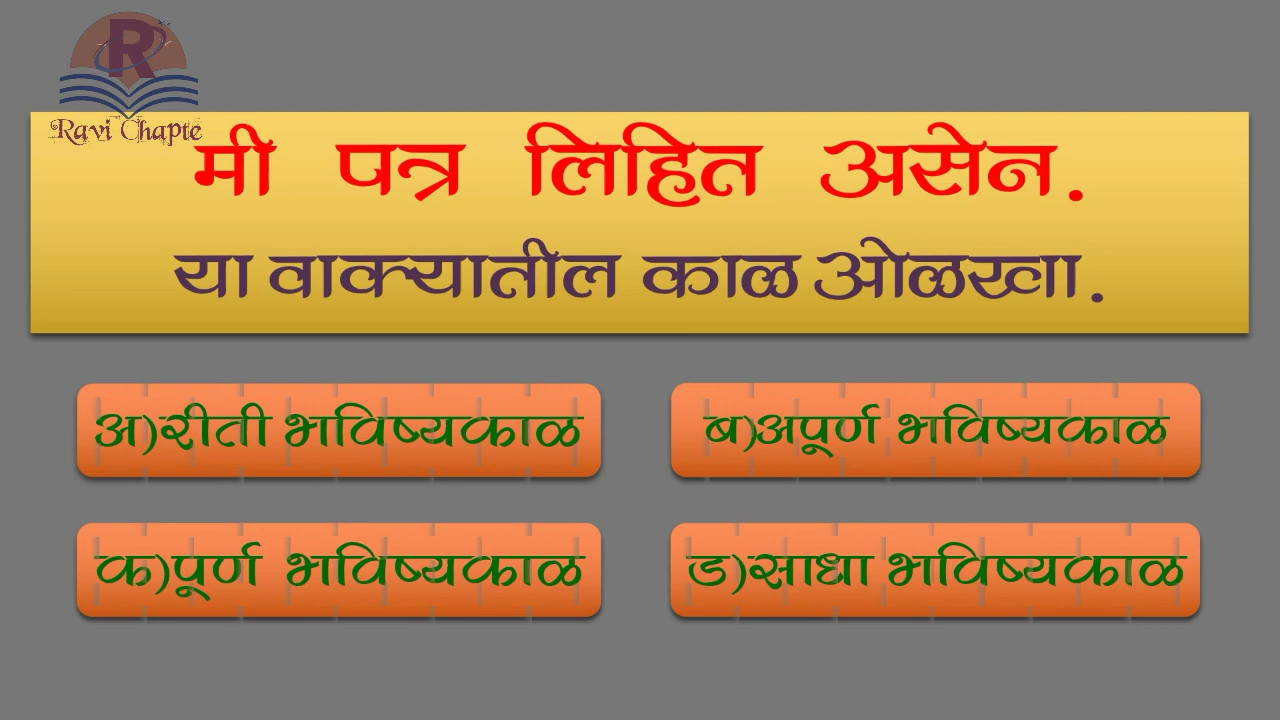 R
Ravi Chapte
मी पत्र लिहित असेन.
या वाक्यातील काळ ओळखा.
अ)रीती भविष्यकाळ
ब)अपूर्ण भविष्यकाळ
क)पूर्ण भविष्यकाळ
ड)साधा भविष्यकाळ